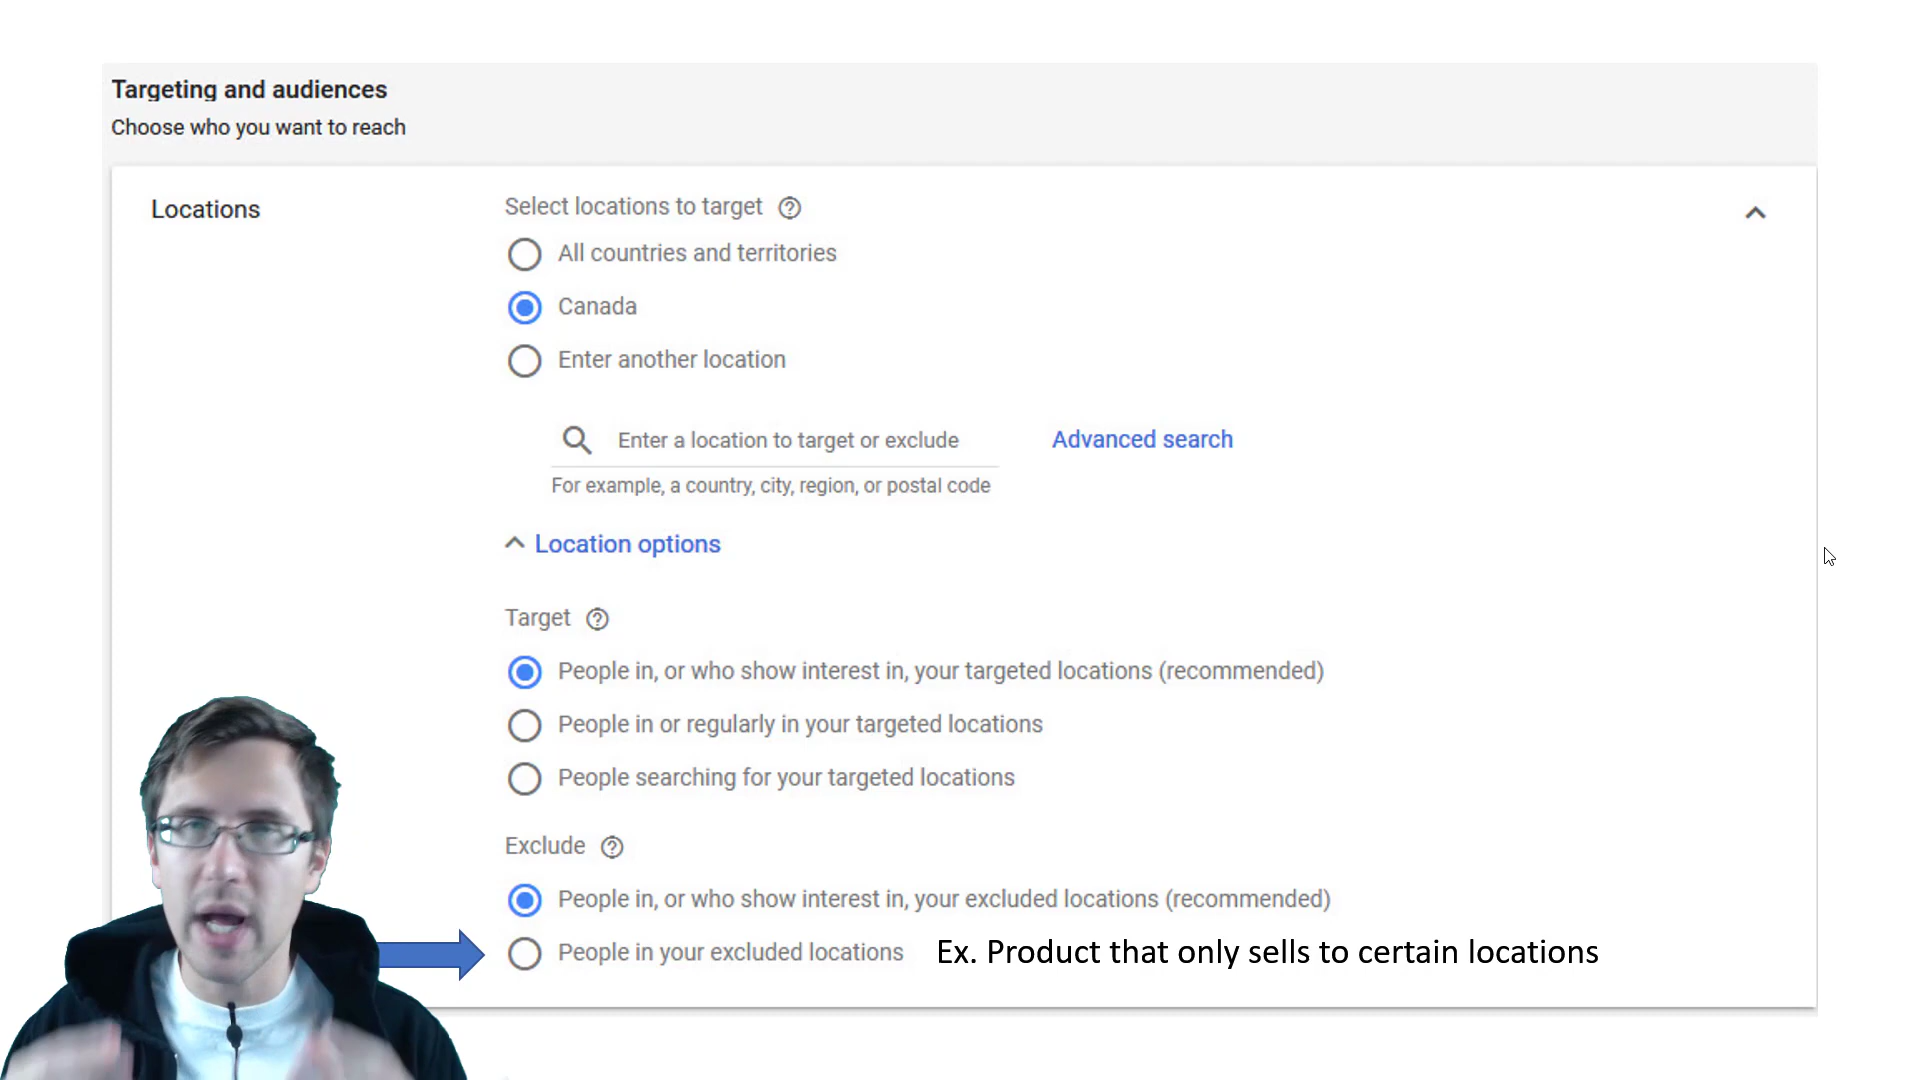 Targeting and audiences
Choose who you want to reach
Locations
Select locations to target
All countries and territories
Canada
Enter another location
Enter a location to target or exclude
Advanced search
For example, a country, city, region, or postal code
Location options
Target
People in, or who show interest in, your targeted locations (recommended)
People in or regularly in your targeted locations
People searching for your targeted locations
Exclude
People in, or who show interest in, your excluded locations (recommended)
People in your excluded locations
Ex. Product that only sells to certain locations